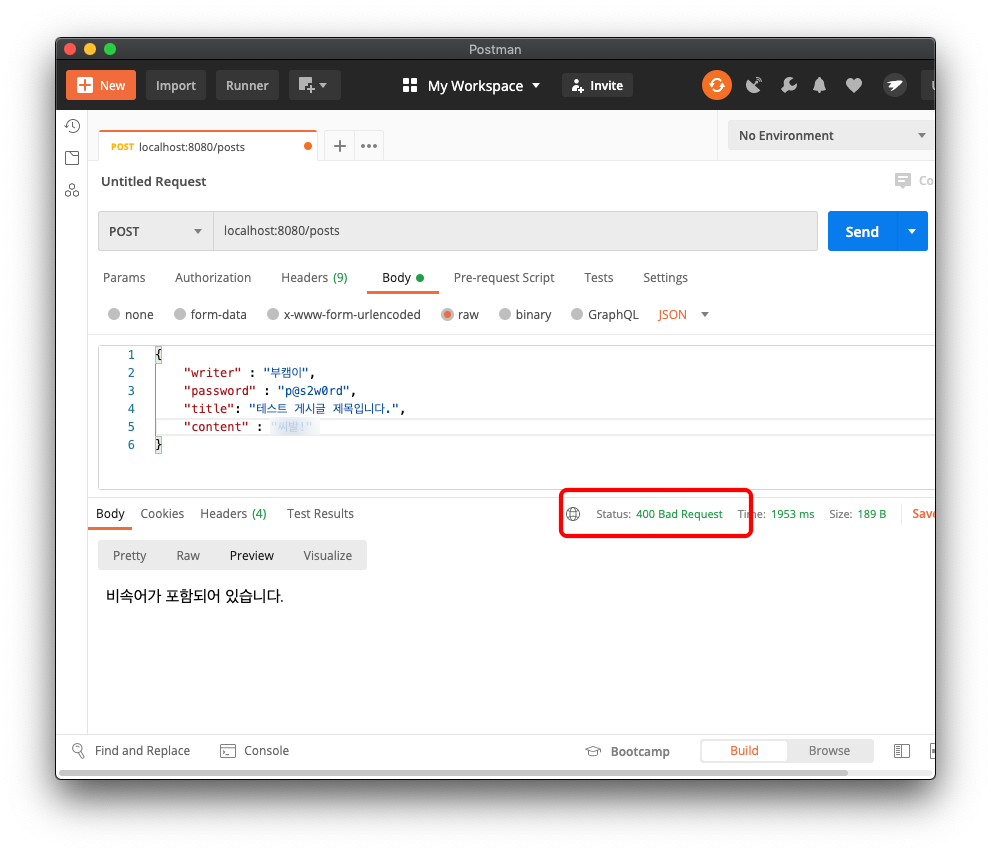 Postman
New
Import
Runner
My Workspace
Invite
POST localhost:8080/posts
No Environment
Untitled Request
Co
POST
localhost:8080/posts
Send
Params
Authorization
Headers (9)
Body
Pre-request Script
Tests
Settings
none
form-data
x-www-form-urlencoded
raw
binary
GraphQL
JSON
1 {
2 "writer" : "부캠이",
3 "password" : "p@s2w0rd",
4 "title": "테스트 게시글 제목입니다.",
5 "content" : "씨발!"
6 }
Body
Cookies
Headers (4)
Test Results
Status: 400 Bad Request
Time: 1953 ms
Size: 189 B
Save
Pretty
Raw
Preview
Visualize
비속어가 포함되어 있습니다.
Find and Replace
Console
Bootcamp
Build
Browse